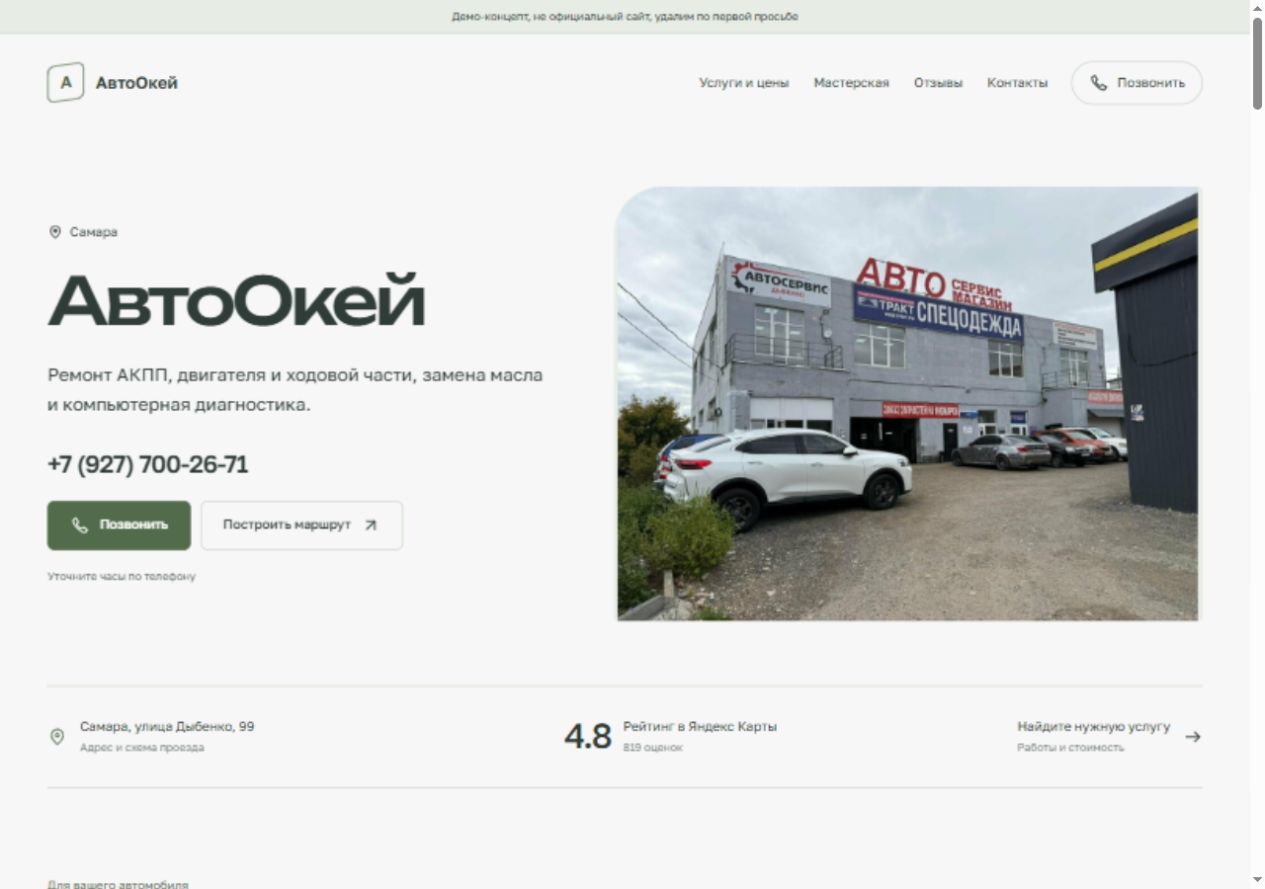 Демо-концепт, не официальный сайт, удалим по первой просьбе
А АвтоОкей
Услуги и цены Мастерская Отзывы Контакты Позвонить
Самара
АвтоОкей
Ремонт АКПП, двигателя и ходовой части, замена масла
и компьютерная диагностика.
+7 (927) 700-26-71
Позвонить Построить маршрут
Уточните часы по телефону
АВТОСЕРВИС
АВТО СЕРВИС
МАГАЗИН
ТРАКТ СПЕЦОДЕЖДА
Самара, улица Дыбенко, 99
Адрес и схема проезда
4.8 Рейтинг в Яндекс Карты
819 оценок
Найдите нужную услугу
Работы и стоимость
Для вашего автомобиля